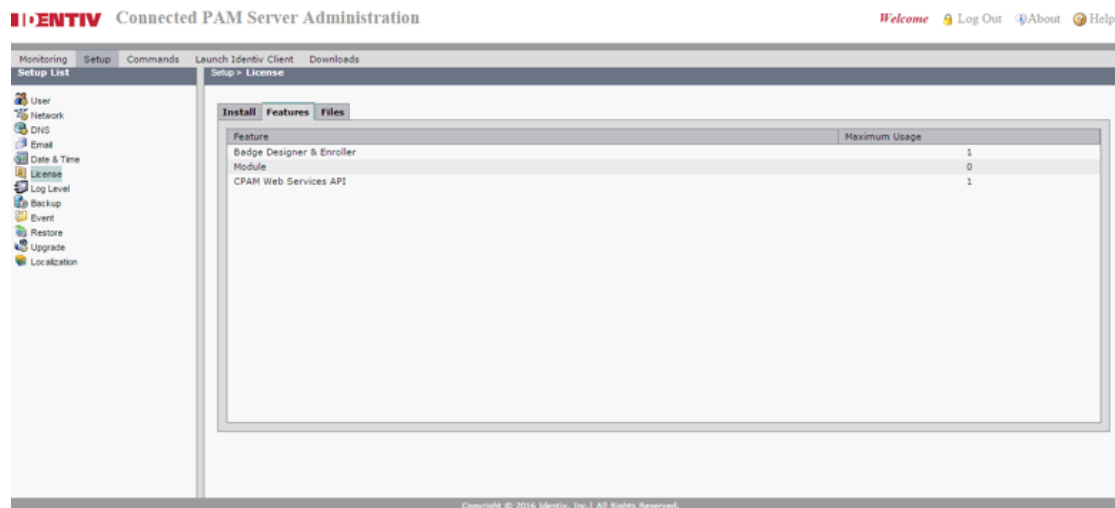 IDENTIV Connected PAM Server Administration
Welcome Log Out About Help
Monitoring Setup Commands Launch Identiv Client Downloads
Setup List
Setup > License
User
Network
DNS
Email
Date & Time
License
Log Level
Backup
Event
Restore
Upgrade
Localization
Install Features Files
Feature Maximum Usage
Badge Designer & Enroller 1
Module 0
CPAM Web Services API 1
Copyright © 2016 Identiv, Inc.| All Rights Reserved.